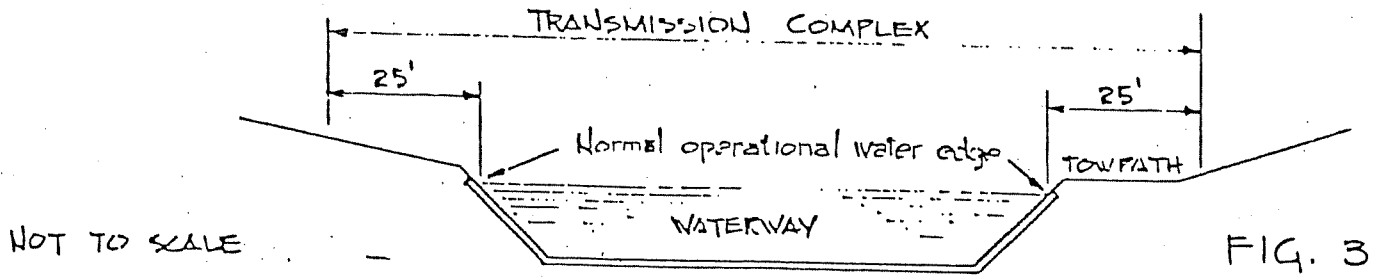 TRANSMISSION COMPLEX
25'
25'
Normal operational water edge
TOWPATH
WATERWAY
NOT TO SCALE
FIG. 3